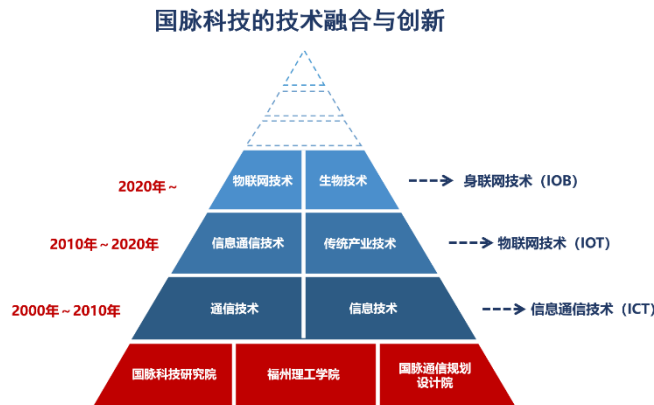 国脉科技的技术融合与创新
2020年~
物联网技术
生物技术
身联网技术（IOB）
2010年~2020年
信息通信技术
传统产业技术
物联网技术（IOT）
2000年~2010年
通信技术
信息技术
信息通信技术（ICT）
国脉科技研究院
福州理工学院
国脉通信规划
设计院